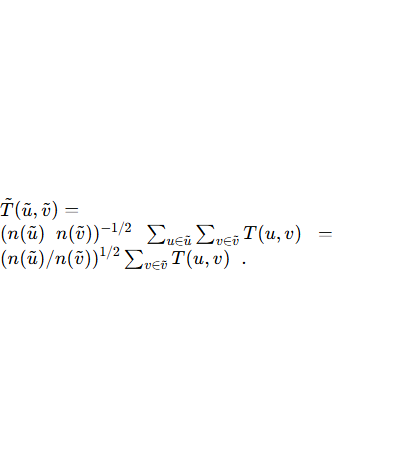 T̃(ũ, ṽ) =
(n(ũ) n(ṽ))^{−1/2} ∑_{u∈ũ} ∑_{v∈ṽ} T(u, v) =
(n(ũ)/n(ṽ))^{1/2} ∑_{v∈ṽ} T(u, v) .